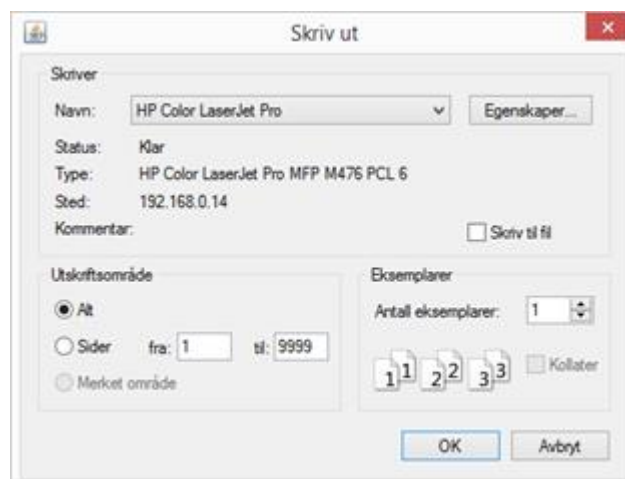 Skriv ut
Skriver
Navn: HP Color LaserJet Pro Egenskaper...
Status: Klar
Type: HP Color LaserJet Pro MFP M476 PCL 6
Sted: 192.168.0.14
Kommentar: Skriv til fil
Utskriftsområde
Alt
Sider fra: 1 til: 9999
Merket område
Eksemplarer
Antall eksemplarer: 1
1 1 2 2 3 3 Kollater
OK Avbryt